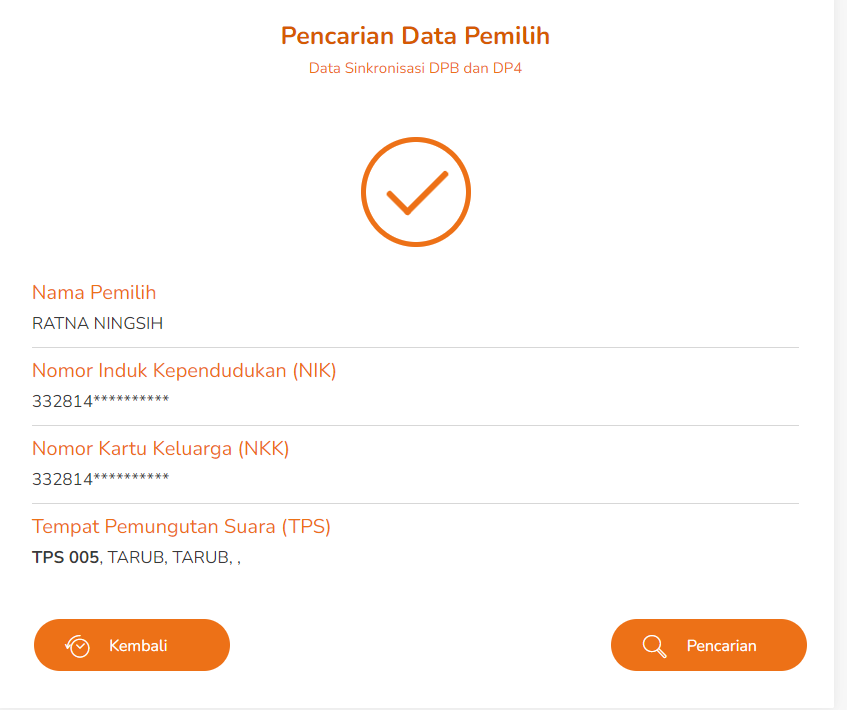 Pencarian Data Pemilih
Data Sinkronisasi DPB dan DP4
Nama Pemilih
RATNA NINGSIH
Nomor Induk Kependudukan (NIK)
332814**********
Nomor Kartu Keluarga (NKK)
332814**********
Tempat Pemungutan Suara (TPS)
TPS 005, TARUB, TARUB, , 
Kembali
Pencarian